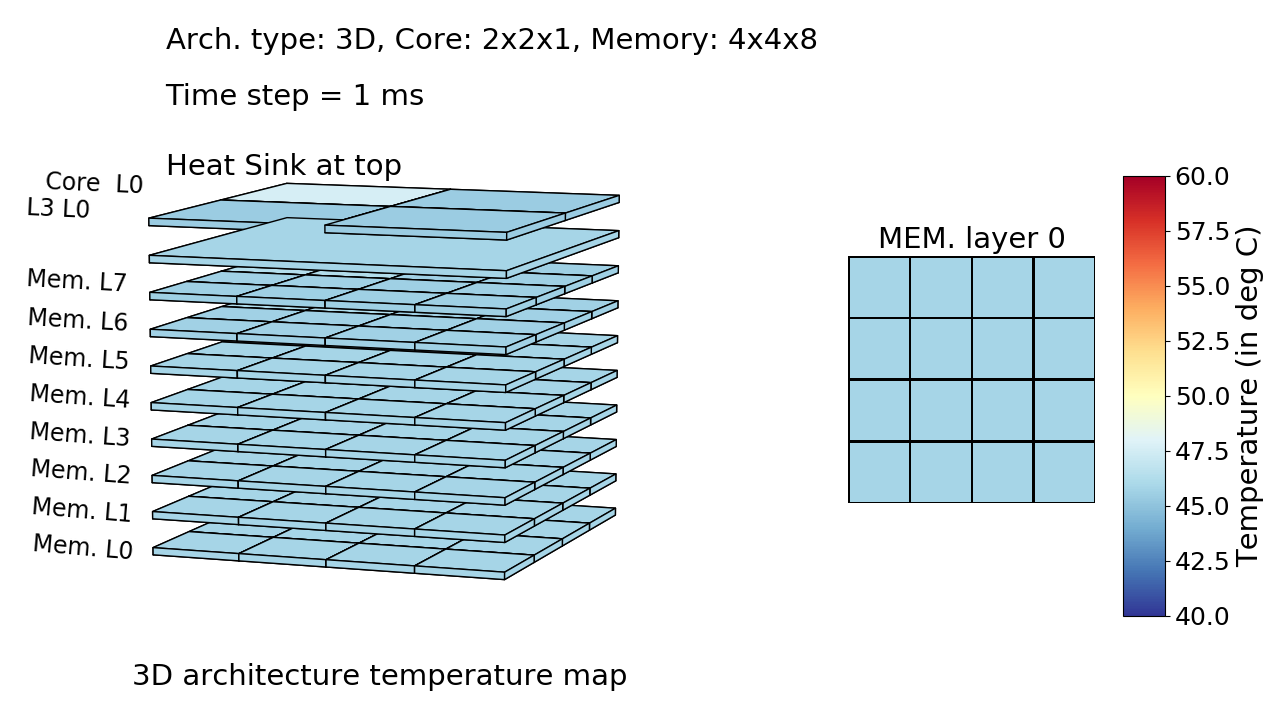 Arch. type: 3D, Core: 2x2x1, Memory: 4x4x8
Time step = 1 ms
Heat Sink at top
Core L0
L3 L0
Mem. L7
Mem. L6
Mem. L5
Mem. L4
Mem. L3
Mem. L2
Mem. L1
Mem. L0
3D architecture temperature map
MEM. layer 0
60.0
57.5
55.0
52.5
50.0
47.5
45.0
42.5
40.0
Temperature (in deg C)